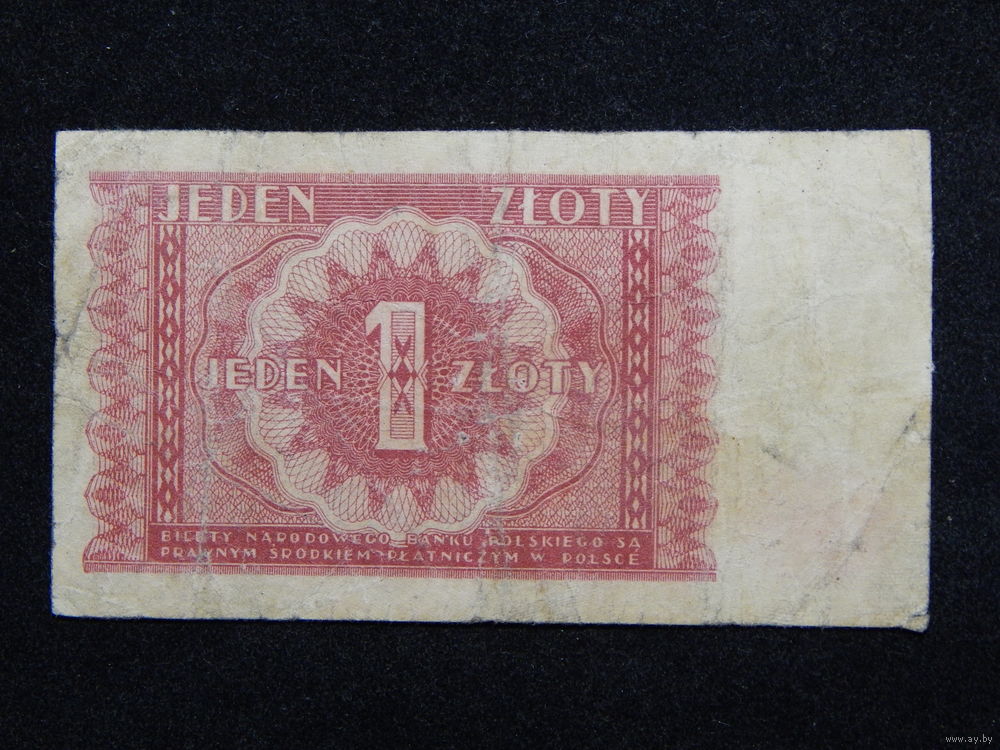 JEDEN ZŁOTY
JEDEN 1 ZŁOTY
BILETY NARODOWEGO BANKU POLSKIEGO SĄ
PRAWNYM ŚRODKIEM PŁATNICZYM W POLSCE
www.ay.by